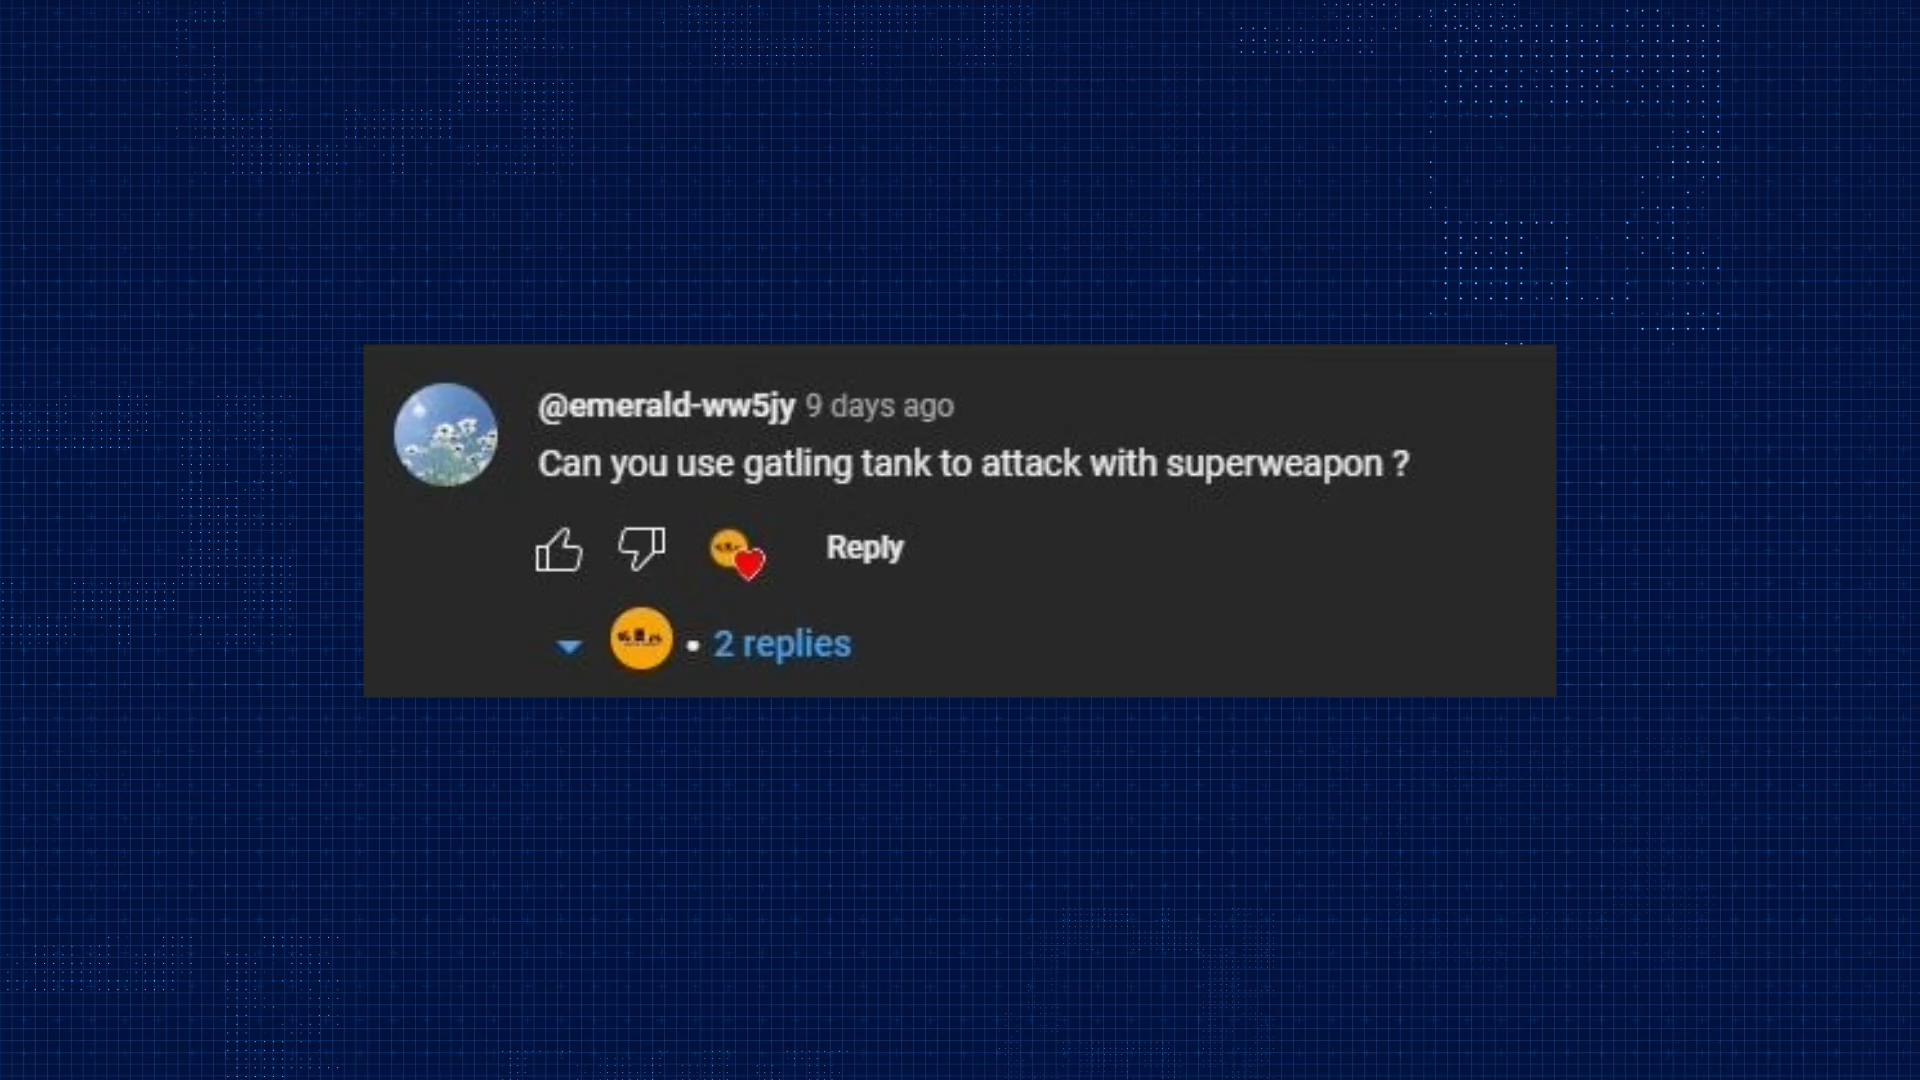 @emerald-ww5jy 9 days ago
Can you use gatling tank to attack with superweapon ?
Reply
• 2 replies